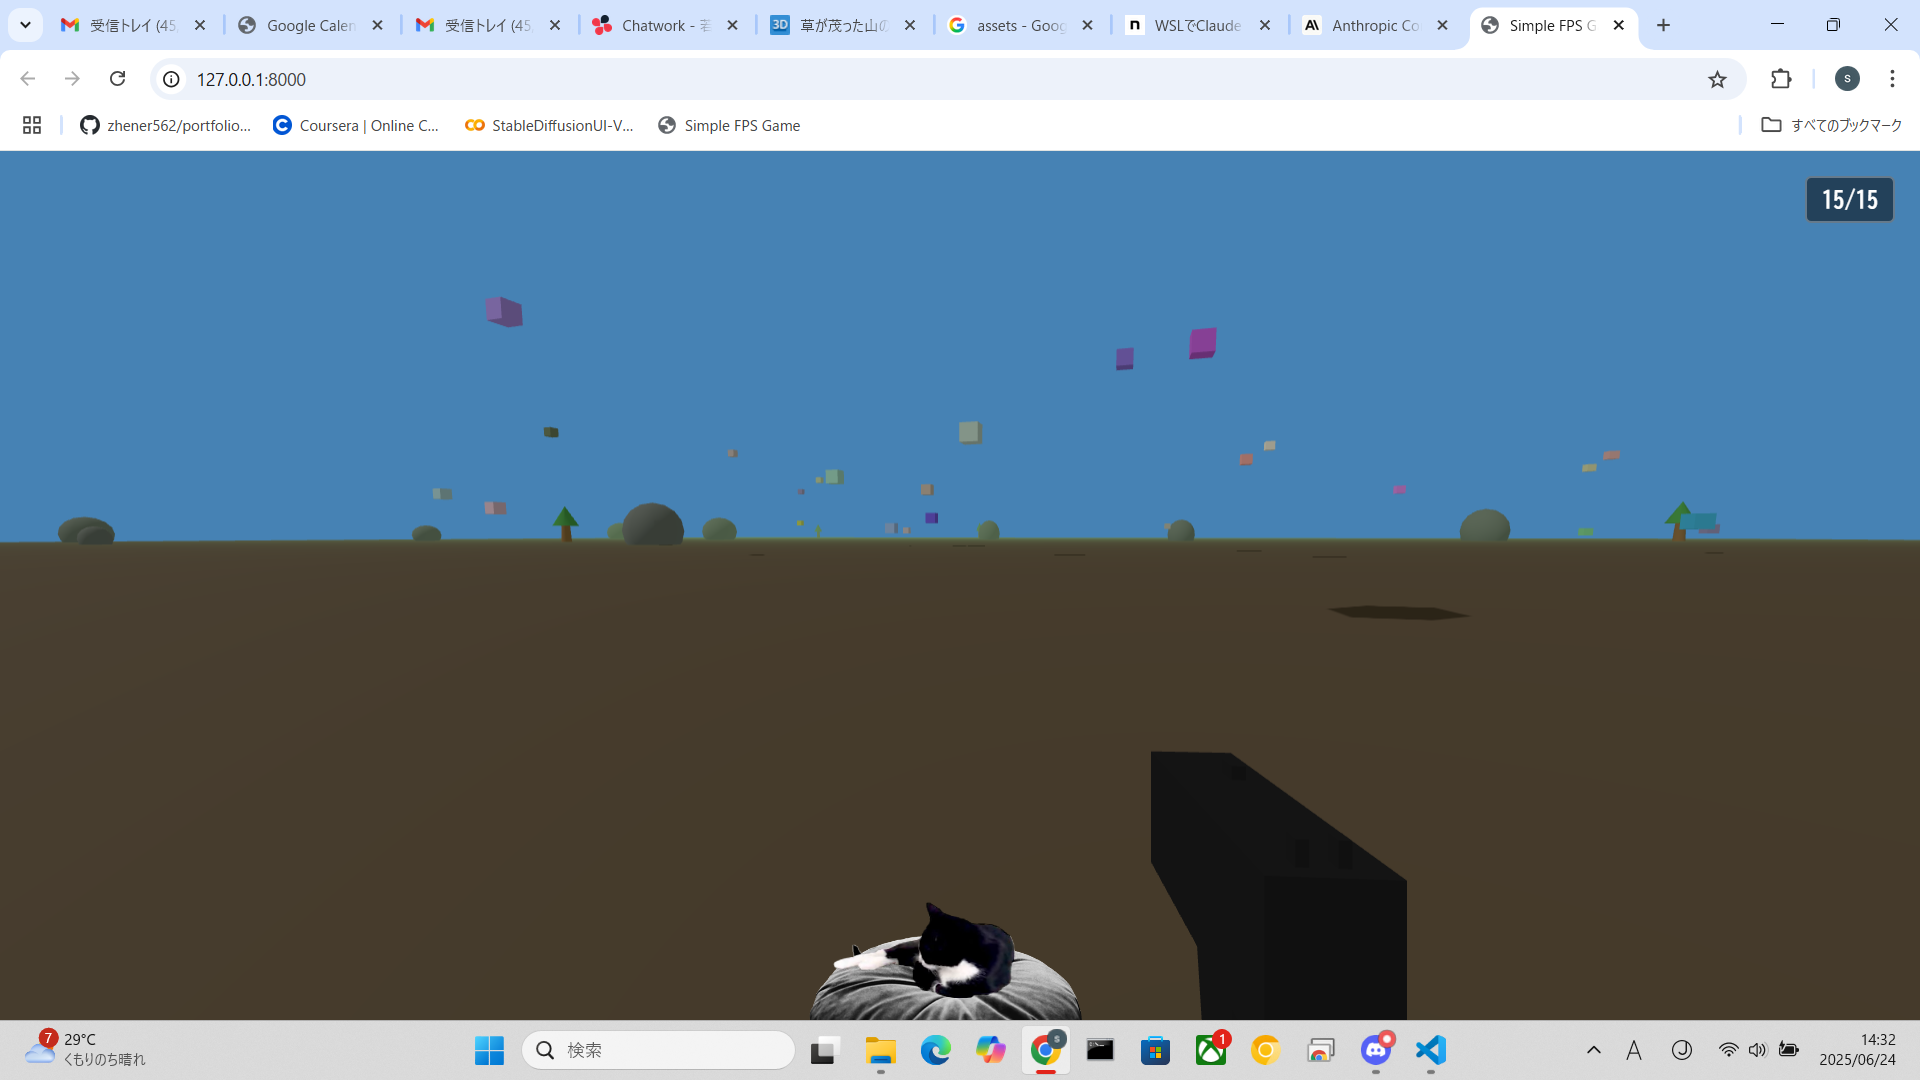 受信トレイ (45,
Google Calen
受信トレイ (45,
Chatwork - 若
草が茂った山の
assets - Goog
WSLでClaude
Anthropic Co
Simple FPS G
127.0.0.1:8000
s
zhener562/portfolio...
Coursera | Online C...
StableDiffusionUI-V...
Simple FPS Game
すべてのブックマーク
15/15
7
29°C
くもりのち晴れ
検索
1
A
14:32
2025/06/24